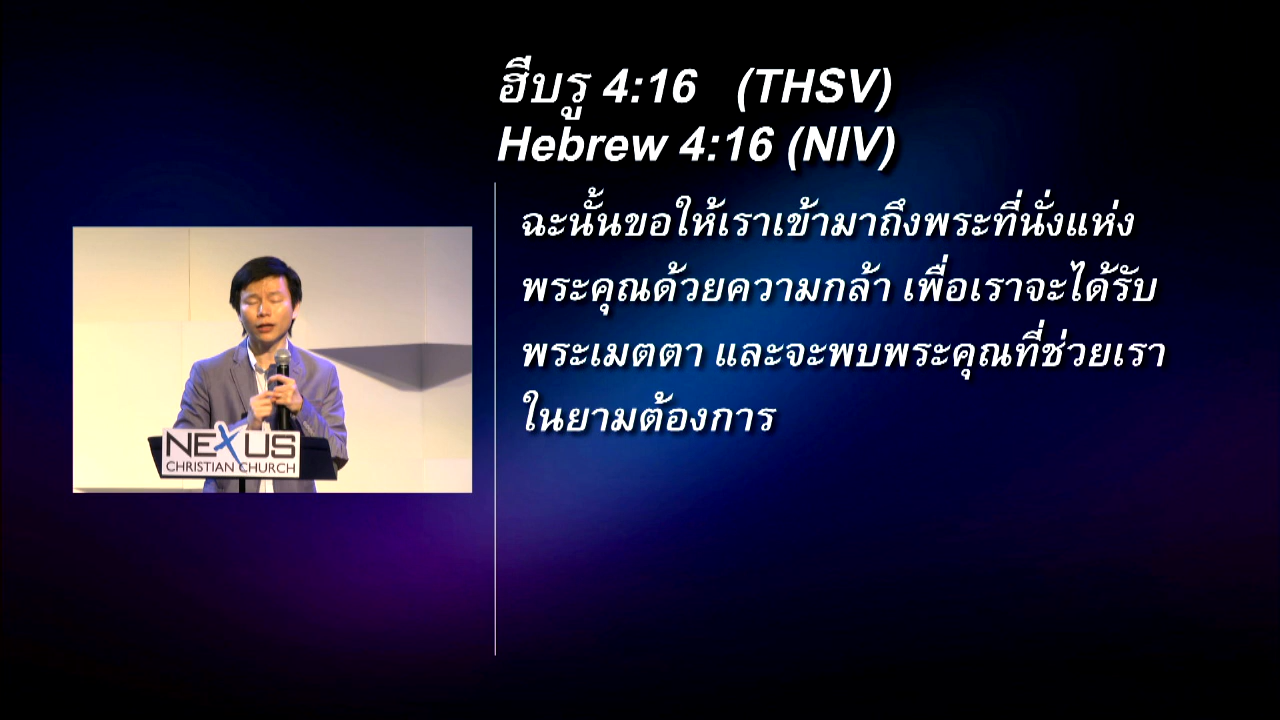 ฮีบรู 4:16 (THSV)
Hebrew 4:16 (NIV)
ฉะนั้นขอให้เราเข้ามาถึงพระที่นั่งแห่ง
พระคุณด้วยความกล้า เพื่อเราจะได้รับ
พระเมตตา และจะพบพระคุณที่ช่วยเรา
ในยามต้องการ
NEXUS
CHRISTIAN CHURCH